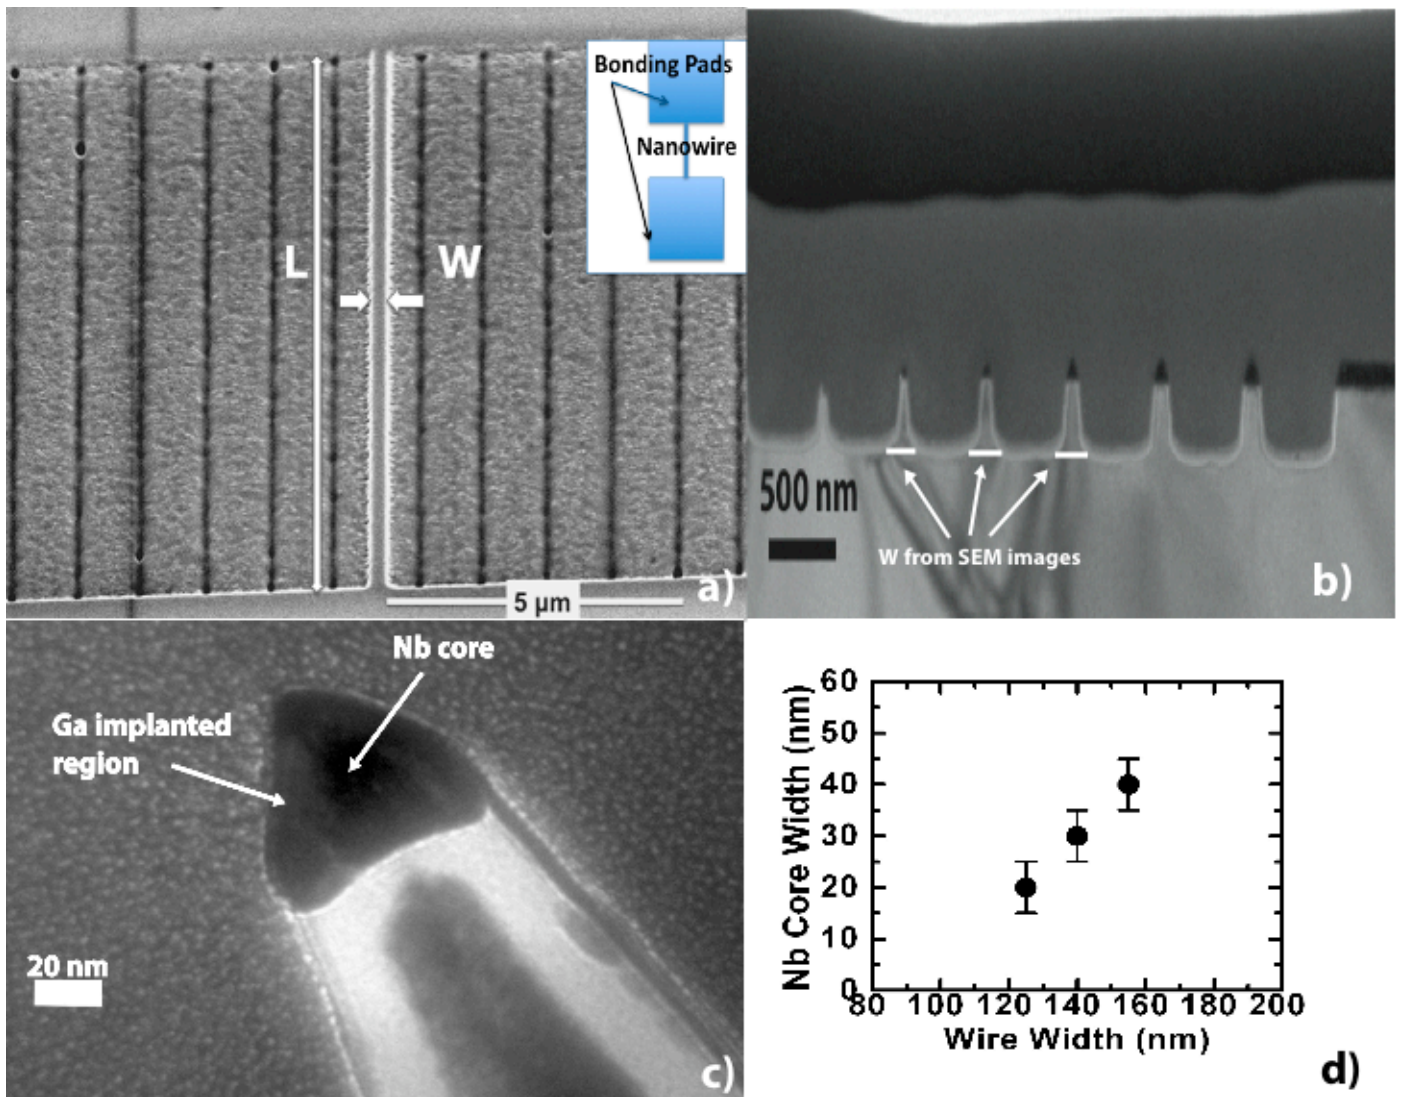 Bonding Pads
Nanowire
L
W
5 µm
a)
500 nm
W from SEM images
b)
Nb core
Ga implanted
region
20 nm
c)
Nb Core Width (nm)
60
50
40
30
20
10
0
80 100 120 140 160 180 200
Wire Width (nm)
d)